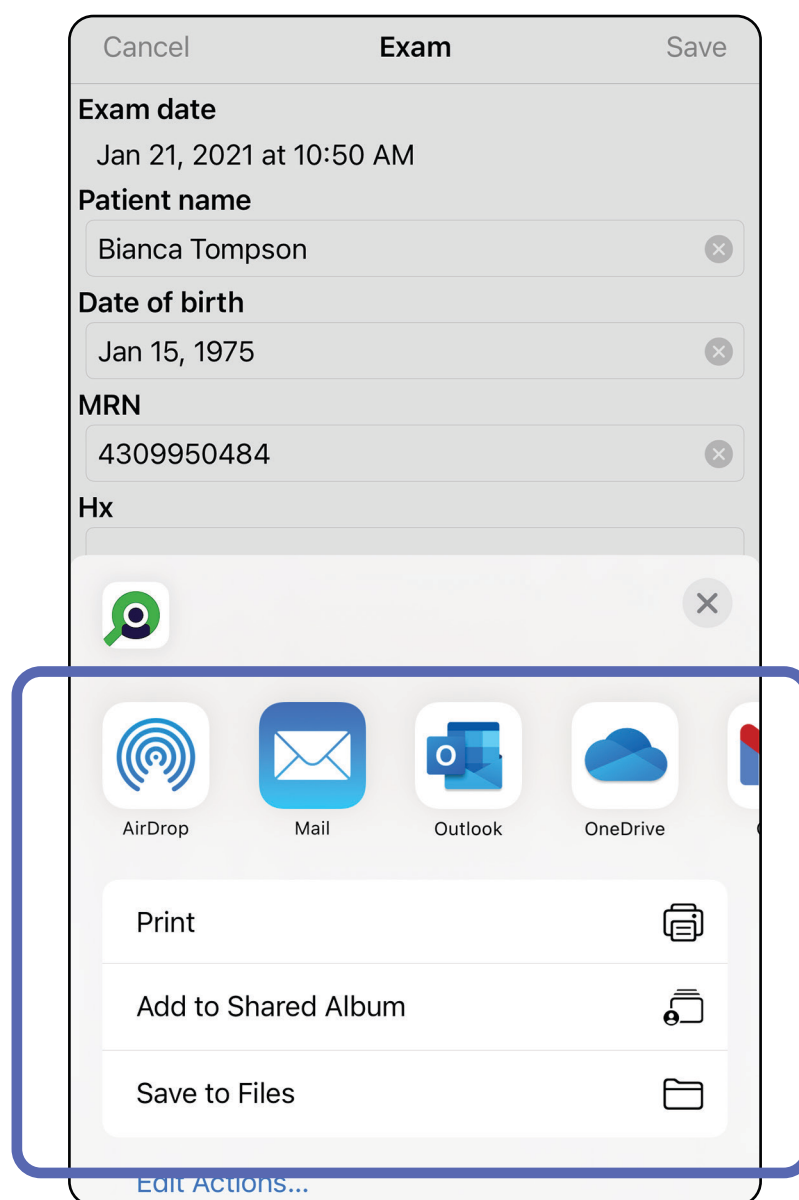 Cancel Exam Save
Exam date
Jan 21, 2021 at 10:50 AM
Patient name
Bianca Tompson
Date of birth
Jan 15, 1975
MRN
4309950484
Hx
AirDrop Mail Outlook OneDrive
Print
Add to Shared Album
Save to Files
Edit Actions...